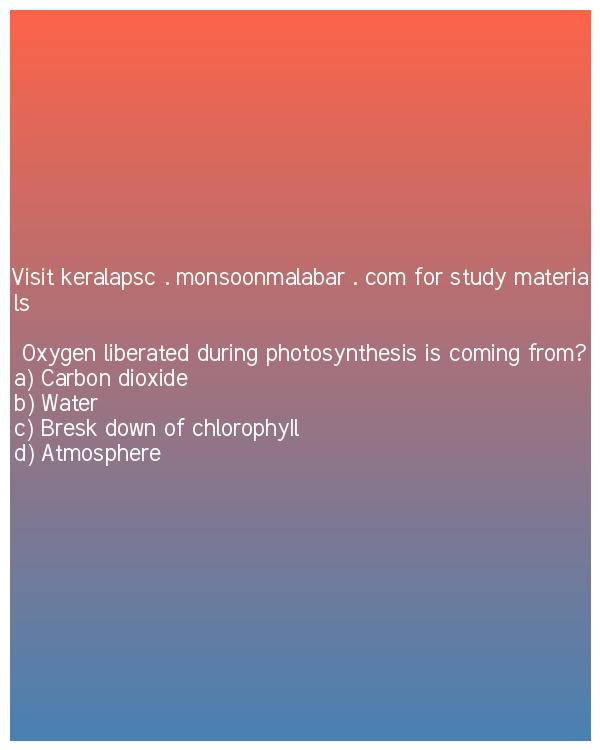 Visit keralapsc . monsoonmalabar . com for study materia
ls
Oxygen liberated during photosynthesis is coming from?
a) Carbon dioxide
b) Water
c) Bresk down of chlorophyll
d) Atmosphere